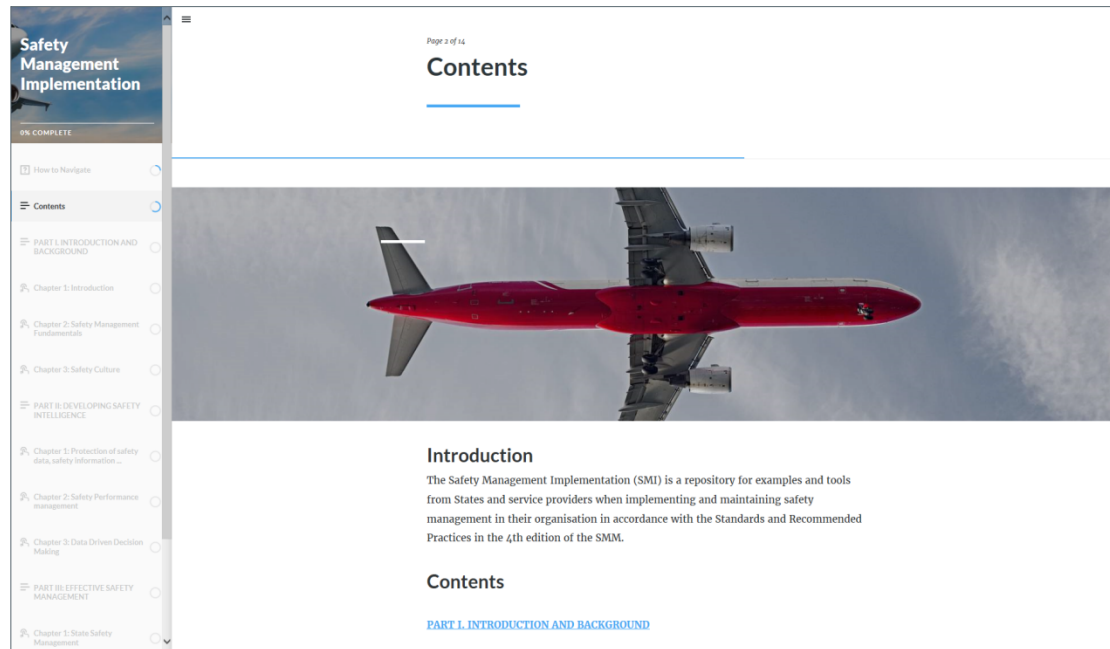 Safety
Management
Implementation
0% COMPLETE
How to Navigate
Contents
PART I. INTRODUCTION AND
BACKGROUND
Chapter 1: Introduction
Chapter 2: Safety Management
Fundamentals
Chapter 3: Safety Culture
PART II: DEVELOPING SAFETY
INTELLIGENCE
Chapter 1: Protection of safety
data, safety information ...
Chapter 2: Safety Performance
management
Chapter 3: Data Driven Decision
Making
PART III: EFFECTIVE SAFETY
MANAGEMENT
Chapter 1: State Safety
Management
Page 2 of 14
Contents
Introduction
The Safety Management Implementation (SMI) is a repository for examples and tools
from States and service providers when implementing and maintaining safety
management in their organisation in accordance with the Standards and Recommended
Practices in the 4th edition of the SMM.
Contents
PART I. INTRODUCTION AND BACKGROUND